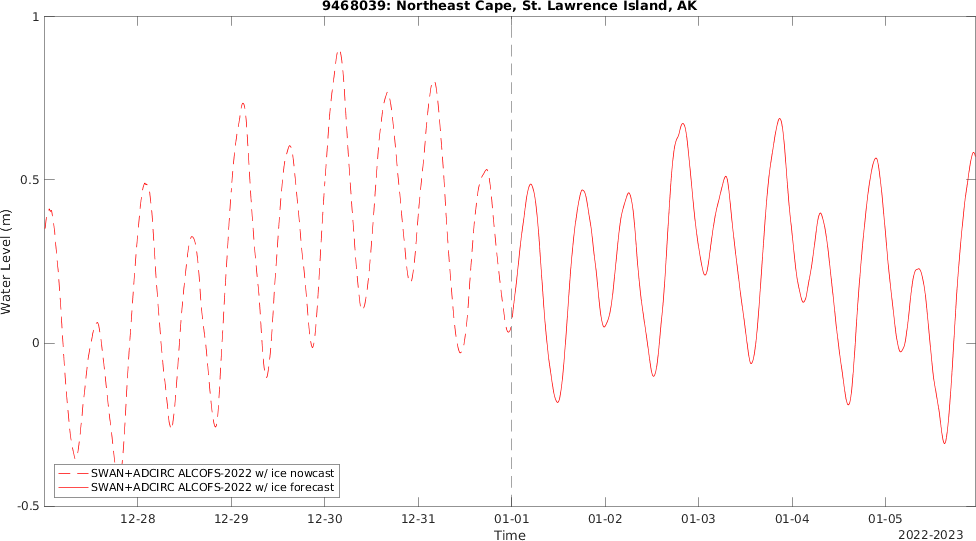 9468039: Northeast Cape, St. Lawrence Island, AK
1
0.5
0
-0.5
Water Level (m)
SWAN+ADCIRC ALCOFS-2022 w/ ice nowcast
SWAN+ADCIRC ALCOFS-2022 w/ ice forecast
12-28 12-29 12-30 12-31 01-01 01-02 01-03 01-04 01-05
Time
2022-2023